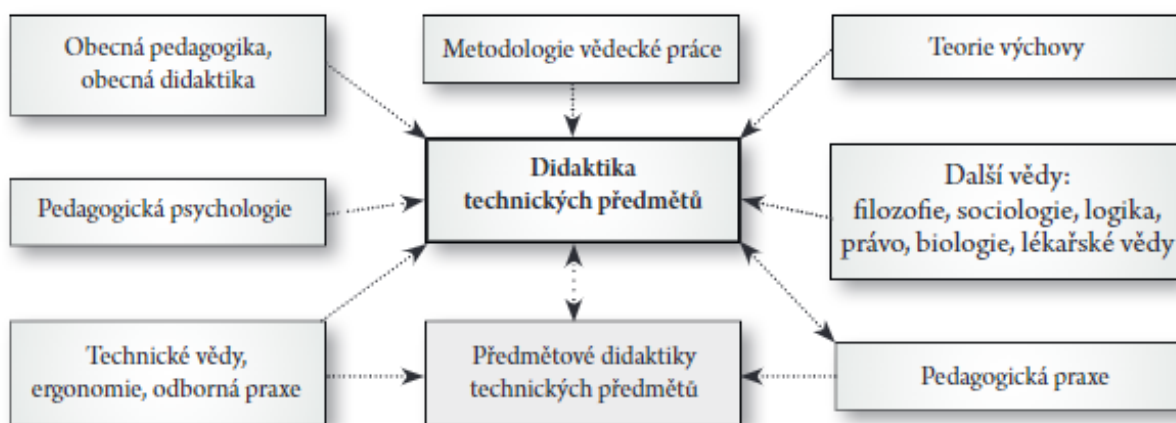 Obecná pedagogika,
obecná didaktika
Metodologie vědecké práce
Teorie výchovy
Didaktika
technických předmětů
Pedagogická psychologie
Další vědy:
filozofie, sociologie, logika,
právo, biologie, lékařské vědy
Technické vědy,
ergonomie, odborná praxe
Předmětové didaktiky
technických předmětů
Pedagogická praxe